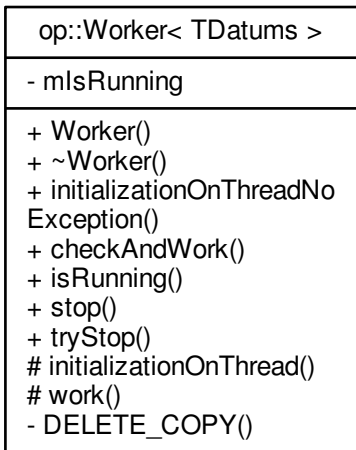 op::Worker< TDatums >
- mIsRunning
+ Worker()
+ ~Worker()
+ initializationOnThreadNo
Exception()
+ checkAndWork()
+ isRunning()
+ stop()
+ tryStop()
# initializationOnThread()
# work()
- DELETE_COPY()